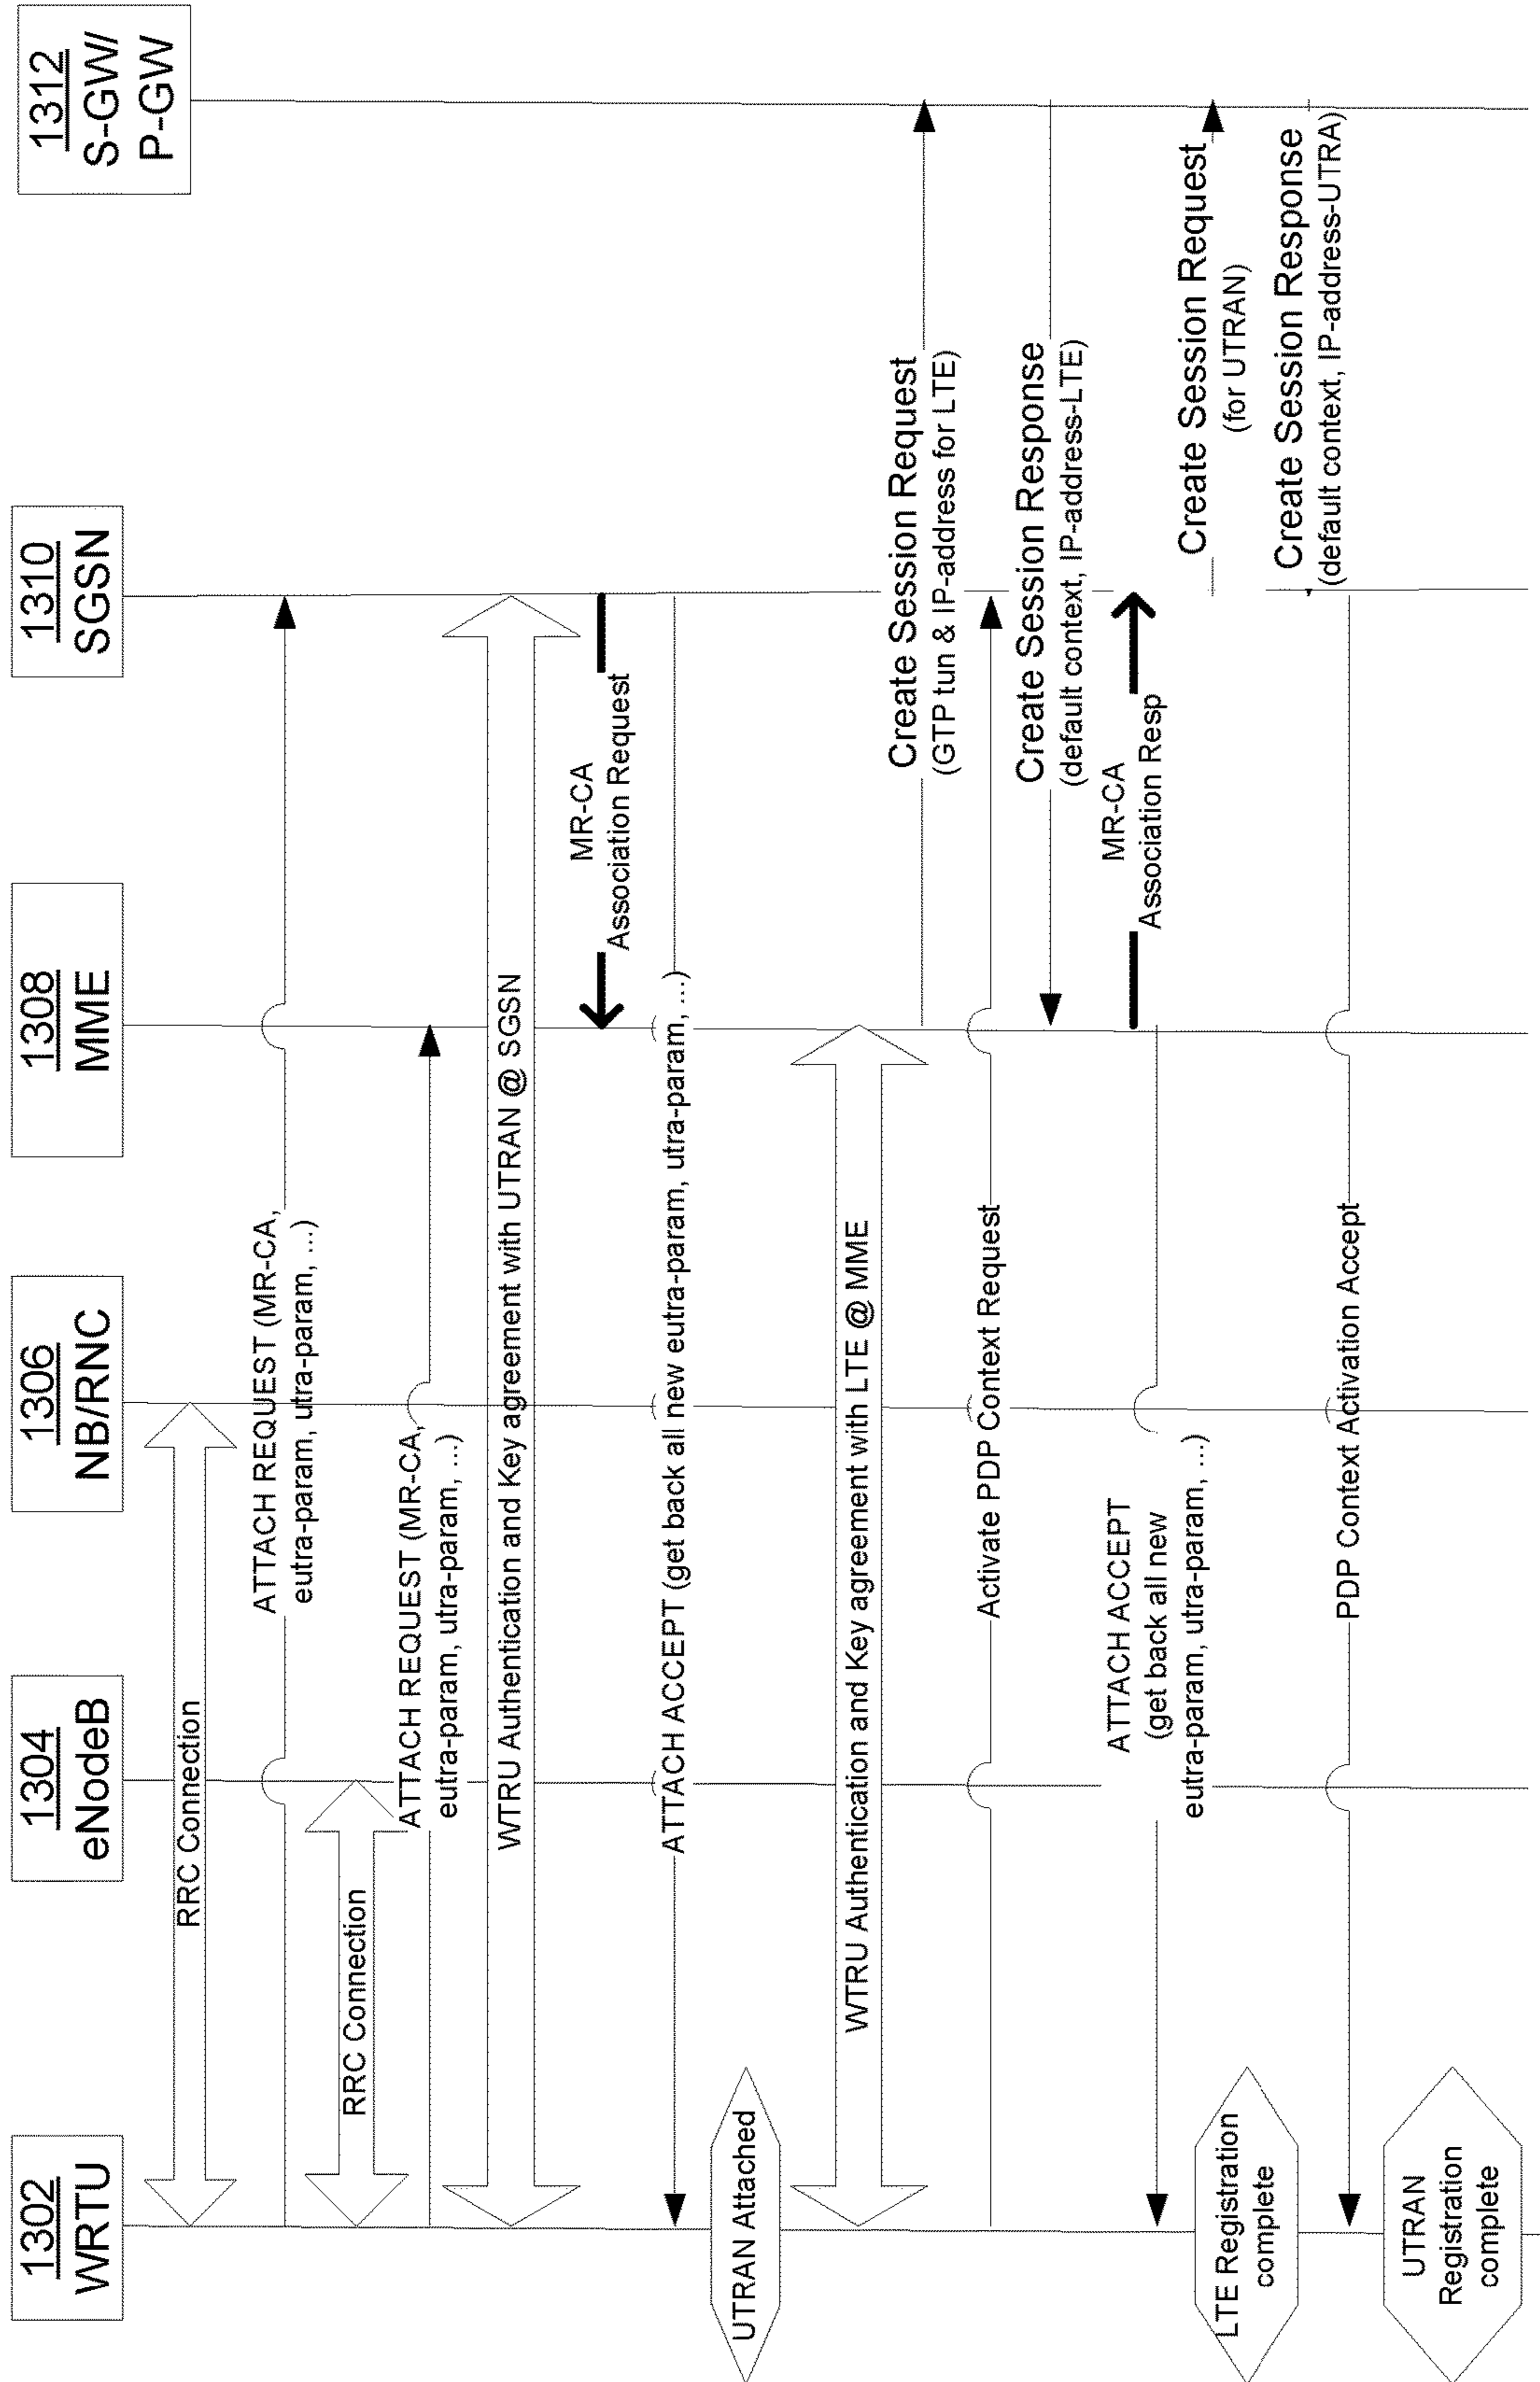 1302
WRTU
1304
eNodeB
1306
NB/RNC
1308
MME
1310
SGSN
1312
S-GW/
P-GW
RRC Connection
ATTACH REQUEST (MR-CA,
eutra-param, utra-param, ...)
RRC Connection
ATTACH REQUEST (MR-CA,
eutra-param, utra-param, ...)
WTRU Authentication and Key agreement with UTRAN @ SGSN
MR-CA
Association Request
ATTACH ACCEPT (get back all new eutra-param, utra-param, ...)
UTRAN Attached
WTRU Authentication and Key agreement with LTE @ MME
Create Session Request
(GTP tun & IP-address for LTE)
Activate PDP Context Request
Create Session Response
(default context, IP-address-LTE)
MR-CA
Association Resp
ATTACH ACCEPT
(get back all new
eutra-param, utra-param, ...)
Create Session Request
(for UTRAN)
LTE Registration
complete
Create Session Response
(default context, IP-address-UTRA)
PDP Context Activation Accept
UTRAN
Registration
complete